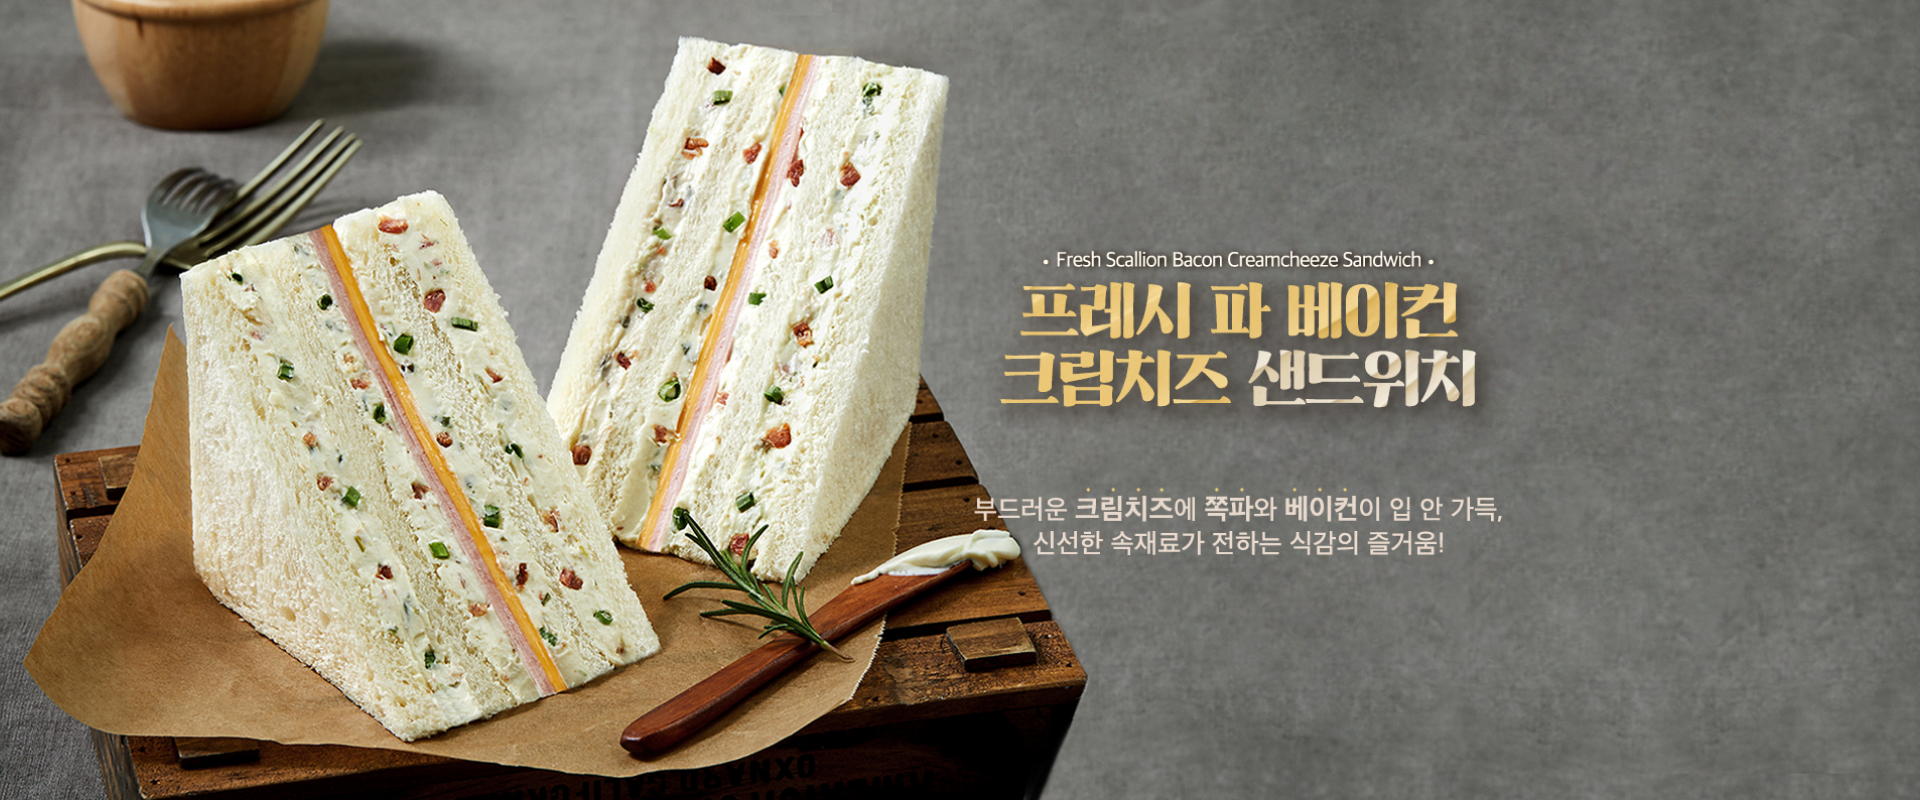 • Fresh Scallion Bacon Creamcheeze Sandwich •
프레시 파 베이컨
크림치즈 샌드위치
부드러운 크림치즈에 쪽파와 베이컨이 입 안 가득,
신선한 속재료가 전하는 식감의 즐거움!